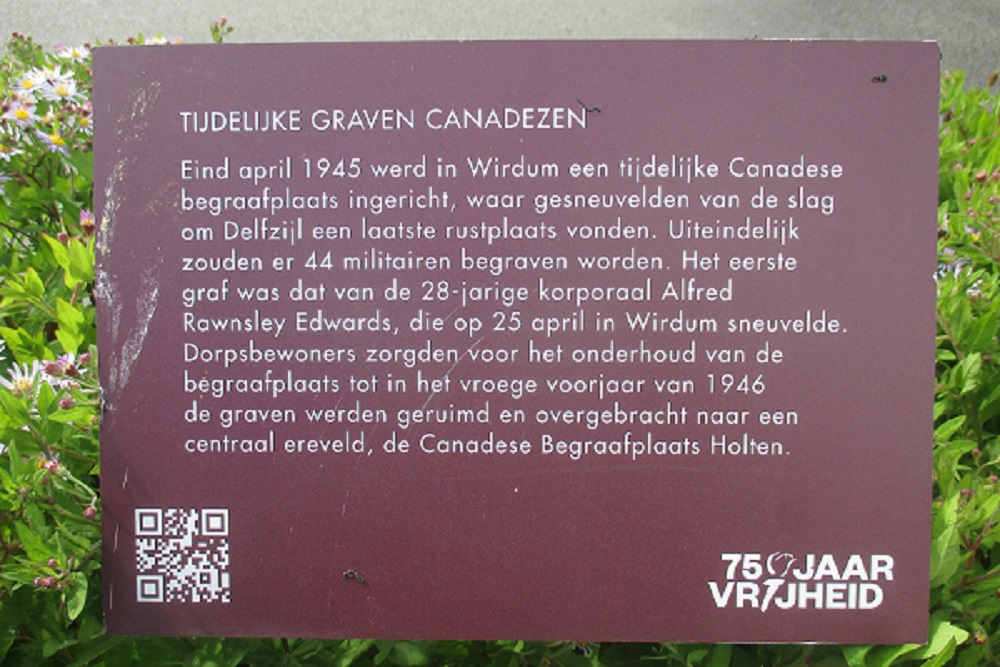 TIJDELIJKE GRAVEN CANADEZEN
Eind april 1945 werd in Wirdum een tijdelijke Canadese
begraafplaats ingericht, waar gesneuvelden van de slag
om Delfzijl een laatste rustplaats vonden. Uiteindelijk
zouden er 44 militairen begraven worden. Het eerste
graf was dat van de 28-jarige korporaal Alfred
Rawnsley Edwards, die op 25 april in Wirdum sneuvelde.
Dorpsbewoners zorgden voor het onderhoud van de
begraafplaats tot in het vroege voorjaar van 1946
de graven werden geruimd en overgebracht naar een
centraal ereveld, de Canadese Begraafplaats Holten.
75 JAAR
VRIJHEID